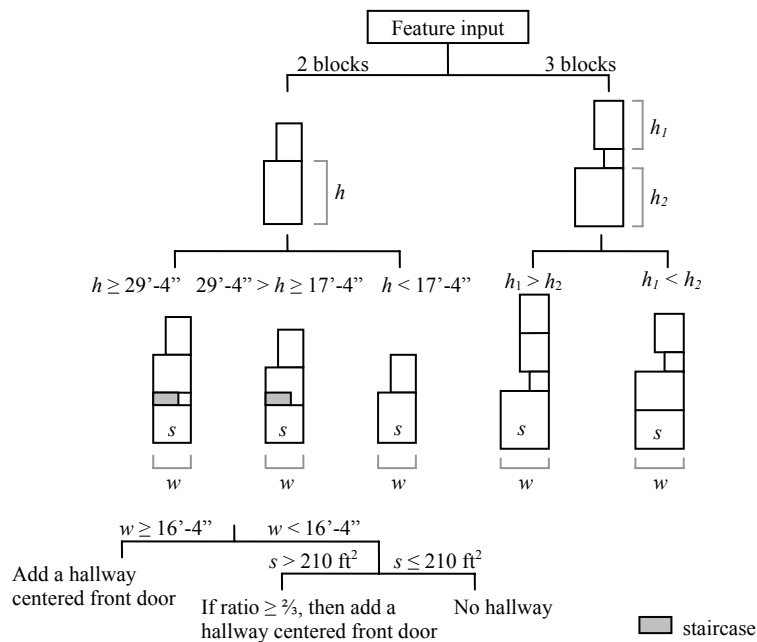 Feature input
2 blocks 3 blocks
h₁
h h₂
h ≥ 29’-4” 29’-4” > h ≥ 17’-4” h < 17’-4” h₁ > h₂ h₁ < h₂
s s s s s
w w w w w
w ≥ 16’-4” w < 16’-4”
s > 210 ft² s ≤ 210 ft²
Add a hallway
centered front door
If ratio ≥ ⅔, then add a
hallway centered front door
No hallway
staircase